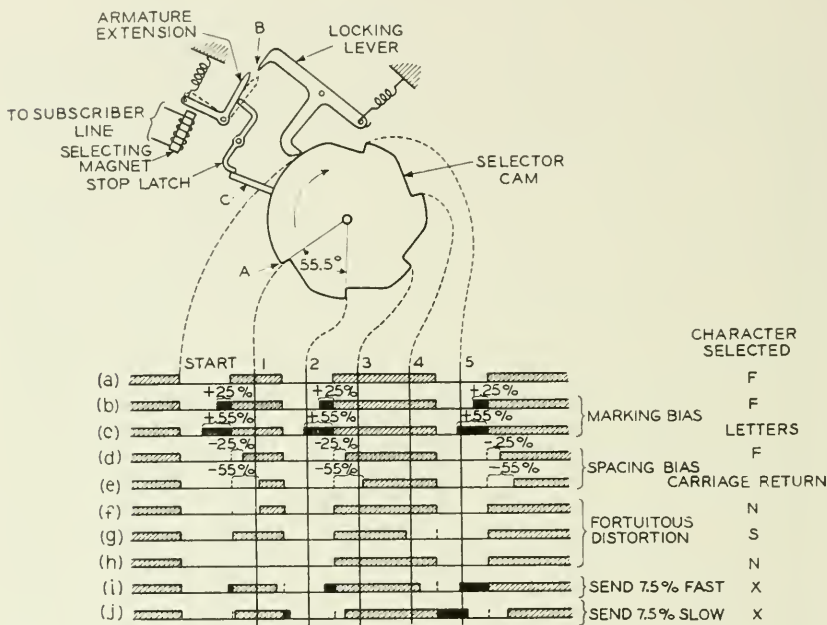 ARMATURE
EXTENSION
B
LOCKING
LEVER
TO SUBSCRIBER
LINE
SELECTING
MAGNET
STOP LATCH
C
SELECTOR
CAM
A
55.5°
CHARACTER
SELECTED
START 1 2 3 4 5
(a) F
+25% +25% +25%
(b) F
+55% +55% +55%
MARKING BIAS
(c) LETTERS
-25% -25% -25%
(d) F
-55% -55% -55%
SPACING BIAS
(e) CARRIAGE RETURN
(f) N
FORTUITOUS
DISTORTION
(g) S
(h) N
(i) SEND 7.5% FAST X
(j) SEND 7.5% SLOW X